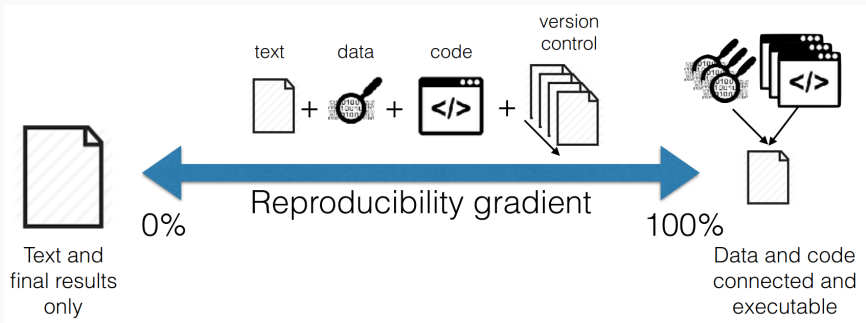 text
data
code
version
control
+
+
+
</>
</>
Reproducibility gradient
0%
100%
Text and
final results
only
Data and code
connected and
executable